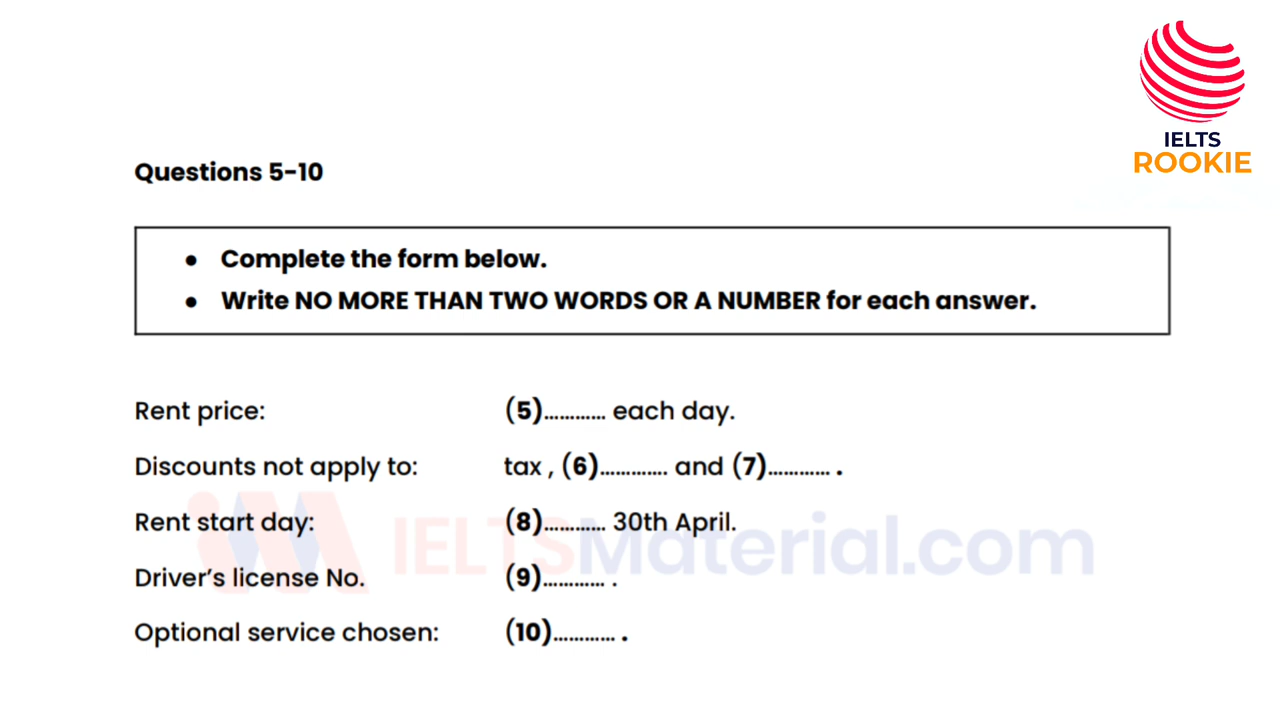 IELTS
ROOKIE
Questions 5-10
● Complete the form below.
● Write NO MORE THAN TWO WORDS OR A NUMBER for each answer.
Rent price: (5)............ each day.
Discounts not apply to: tax , (6)............. and (7)............ .
Rent start day: (8)............ 30th April.
IELTSMaterial.com
Driver’s license No. (9)............ .
Optional service chosen: (10)............ .